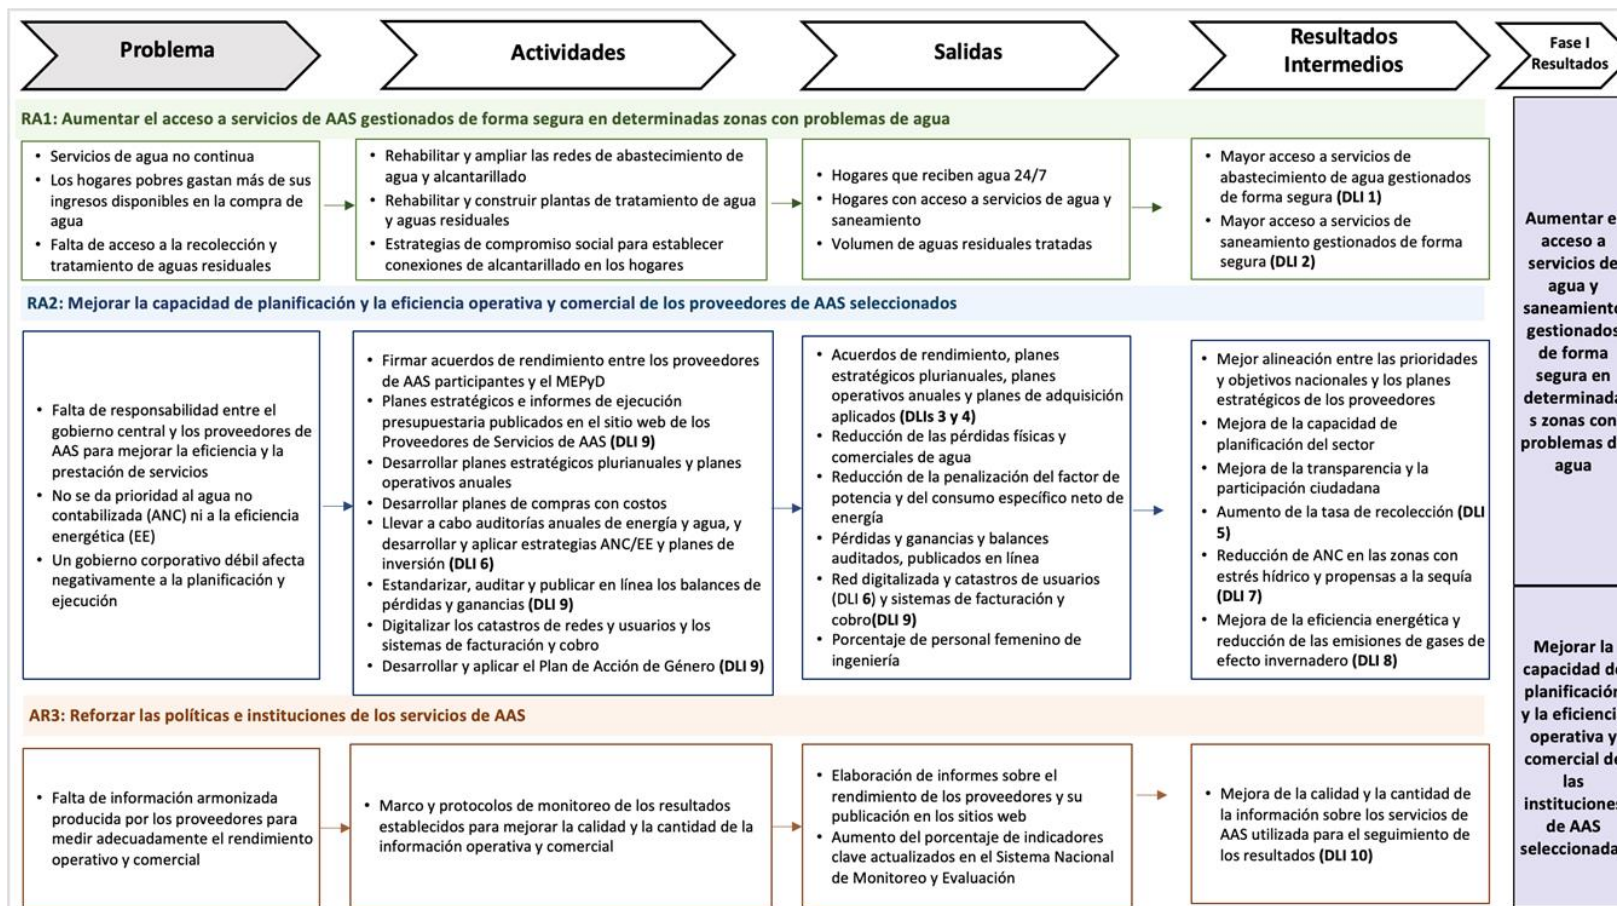 Problema
Actividades
Salidas
Resultados
Intermedios
Fase I
Resultados
RA1: Aumentar el acceso a servicios de AAS gestionados de forma segura en determinadas zonas con problemas de agua
• Servicios de agua no continua
• Los hogares pobres gastan más de sus
ingresos disponibles en la compra de
agua
• Falta de acceso a la recolección y
tratamiento de aguas residuales
• Rehabilitar y ampliar las redes de abastecimiento de
agua y alcantarillado
• Rehabilitar y construir plantas de tratamiento de agua
y aguas residuales
• Estrategias de compromiso social para establecer
conexiones de alcantarillado en los hogares
• Hogares que reciben agua 24/7
• Hogares con acceso a servicios de agua y
saneamiento
• Volumen de aguas residuales tratadas
• Mayor acceso a servicios de
abastecimiento de agua gestionados
de forma segura (DLI 1)
• Mayor acceso a servicios de
saneamiento gestionados de forma
segura (DLI 2)
RA2: Mejorar la capacidad de planificación y la eficiencia operativa y comercial de los proveedores de AAS seleccionados
• Falta de responsabilidad entre el
gobierno central y los proveedores de
AAS para mejorar la eficiencia y la
prestación de servicios
• No se da prioridad al agua no
contabilizada (ANC) ni a la eficiencia
energética (EE)
• Un gobierno corporativo débil afecta
negativamente a la planificación y
ejecución
• Firmar acuerdos de rendimiento entre los proveedores
de AAS participantes y el MEPyD
• Planes estratégicos e informes de ejecución
presupuestaria publicados en el sitio web de los
Proveedores de Servicios de AAS (DLI 9)
• Desarrollar planes estratégicos plurianuales y planes
operativos anuales
• Desarrollar planes de compras con costos
• Llevar a cabo auditorías anuales de energía y agua, y
desarrollar y aplicar estrategias ANC/EE y planes de
inversión (DLI 6)
• Estandarizar, auditar y publicar en línea los balances de
pérdidas y ganancias (DLI 9)
• Digitalizar los catastros de redes y usuarios y los
sistemas de facturación y cobro
• Desarrollar y aplicar el Plan de Acción de Género (DLI 9)
• Acuerdos de rendimiento, planes
estratégicos plurianuales, planes
operativos anuales y planes de adquisición
aplicados (DLIs 3 y 4)
• Reducción de las pérdidas físicas y
comerciales de agua
• Reducción de la penalización del factor de
potencia y del consumo específico neto de
energía
• Pérdidas y ganancias y balances
auditados, publicados en línea
• Red digitalizada y catastros de usuarios
(DLI 6) y sistemas de facturación y
cobro(DLI 9)
• Porcentaje de personal femenino de
ingeniería
• Mejor alineación entre las prioridades
y objetivos nacionales y los planes
estratégicos de los proveedores
• Mejora de la capacidad de
planificación del sector
• Mejora de la transparencia y la
participación ciudadana
• Aumento de la tasa de recolección (DLI
5)
• Reducción de ANC en las zonas con
estrés hídrico y propensas a la sequía
(DLI 7)
• Mejora de la eficiencia energética y
reducción de las emisiones de gases de
efecto invernadero (DLI 8)
AR3: Reforzar las políticas e instituciones de los servicios de AAS
• Falta de información armonizada
producida por los proveedores para
medir adecuadamente el rendimiento
operativo y comercial
• Marco y protocolos de monitoreo de los resultados
establecidos para mejorar la calidad y la cantidad de la
información operativa y comercial
• Elaboración de informes sobre el
rendimiento de los proveedores y su
publicación en los sitios web
• Aumento del porcentaje de indicadores
clave actualizados en el Sistema Nacional
de Monitoreo y Evaluación
• Mejora de la calidad y la cantidad de
la información sobre los servicios de
AAS utilizada para el seguimiento de
los resultados (DLI 10)
Aumentar e
acceso a
servicios de
agua y
saneamiento
gestionados
de forma
segura en
determinada
s zonas con
problemas d
agua
Mejorar la
capacidad de
planificación
y la eficienci
operativa y
comercial de
las
instituciones
de AAS
seleccionada